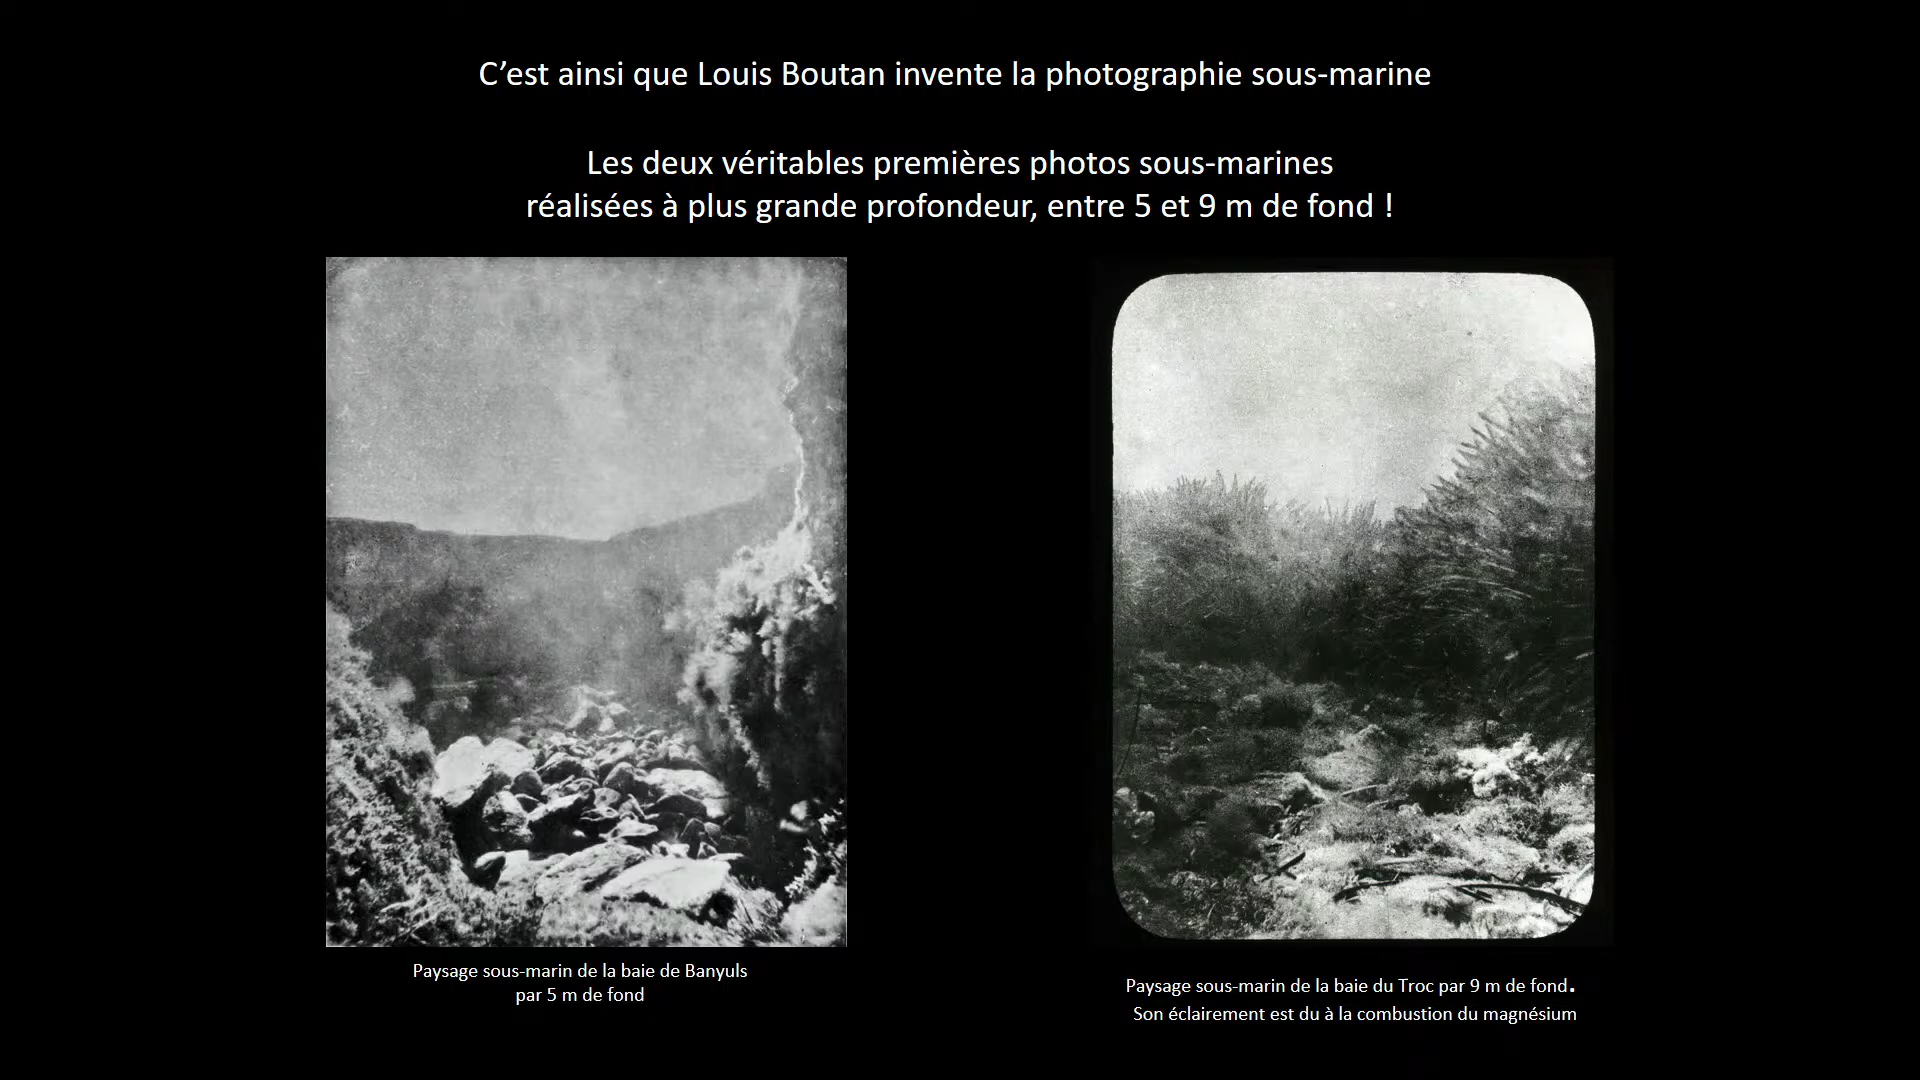 C’est ainsi que Louis Boutan invente la photographie sous-marine
Les deux véritables premières photos sous-marines
réalisées à plus grande profondeur, entre 5 et 9 m de fond !
Paysage sous-marin de la baie de Banyuls
par 5 m de fond
Paysage sous-marin de la baie du Troc par 9 m de fond.
Son éclairement est du à la combustion du magnésium